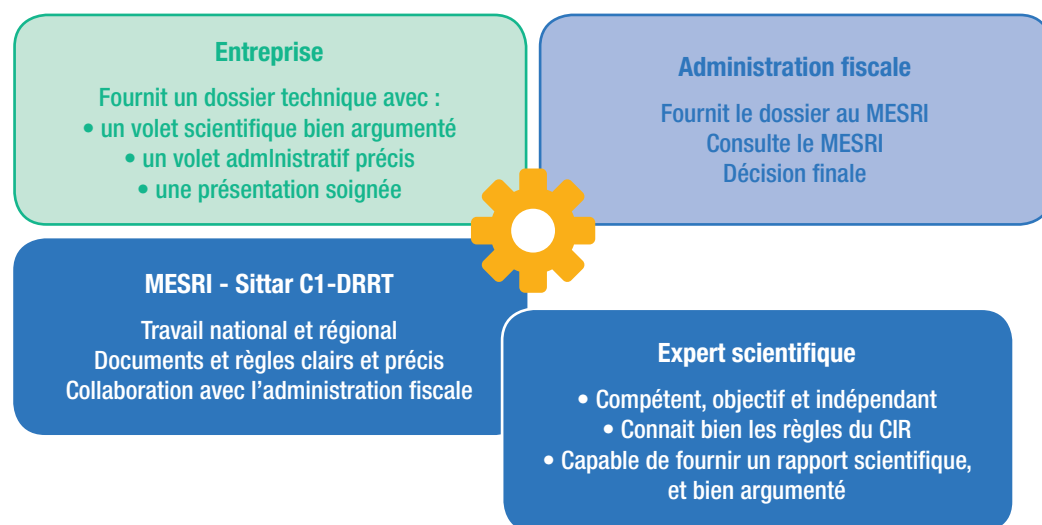 Entreprise
Fournit un dossier technique avec :
• un volet scientifique bien argumenté
• un volet admInistratif précis
• une présentation soignée
Administration fiscale
Fournit le dossier au MESRI
Consulte le MESRI
Décision finale
MESRI - Sittar C1-DRRT
Travail national et régional
Documents et règles clairs et précis
Collaboration avec l'administration fiscale
Expert scientifique
• Compétent, objectif et indépendant
• Connait bien les règles du CIR
• Capable de fournir un rapport scientifique,
et bien argumenté